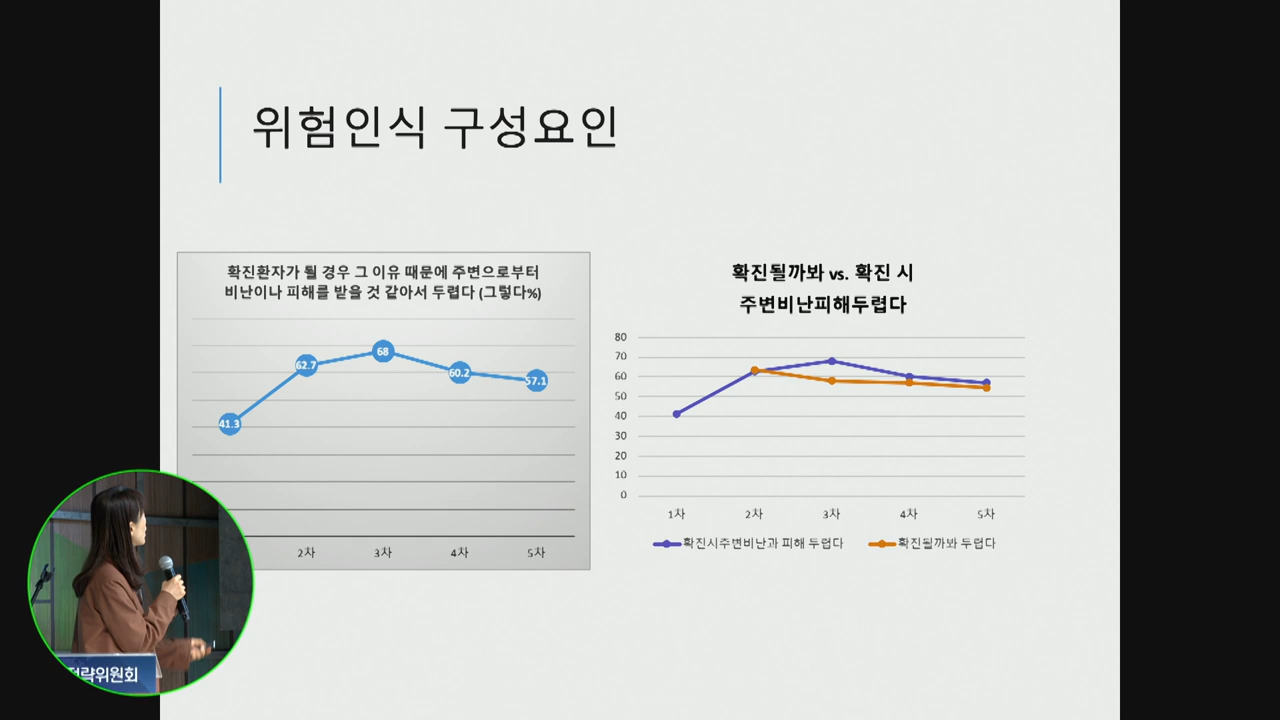 위험인식 구성요인
확진환자가 될 경우 그 이유 때문에 주변으로부터
비난이나 피해를 받을 것 같아서 두렵다 (그렇다%)
41.3
62.7
68
60.2
57.1
2차
3차
4차
5차
확진될까봐 vs. 확진 시
주변비난피해두렵다
80
70
60
50
40
30
20
10
0
1차
2차
3차
4차
5차
확진시주변비난과 피해 두렵다
확진될까봐 두렵다
전략위원회